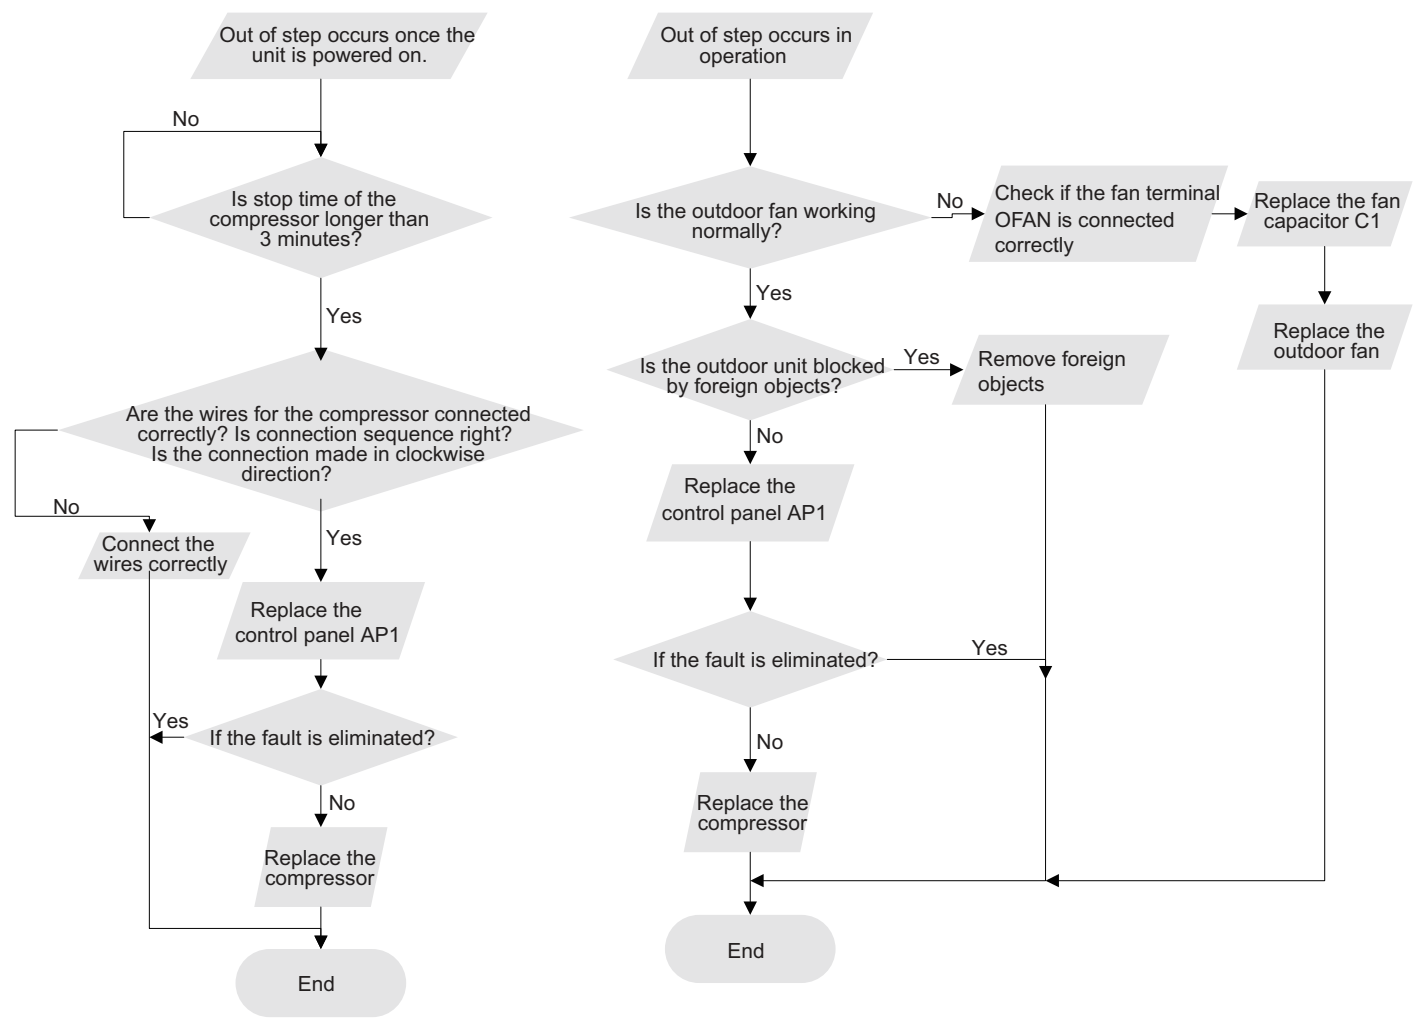 Out of step occurs once the
unit is powered on.
No
Is stop time of the
compressor longer than
3 minutes?
Yes
Are the wires for the compressor connected
correctly? Is connection sequence right?
Is the connection made in clockwise
direction?
No
Connect the
wires correctly
Yes
Replace the
control panel AP1
Yes
If the fault is eliminated?
No
Replace the
compressor
End
Out of step occurs in
operation
Is the outdoor fan working
normally?
No
Check if the fan terminal
OFAN is connected
correctly
Replace the fan
capacitor C1
Replace the
outdoor fan
Yes
Is the outdoor unit blocked
by foreign objects?
Yes
Remove foreign
objects
No
Replace the
control panel AP1
If the fault is eliminated?
Yes
No
Replace the
compressor
End